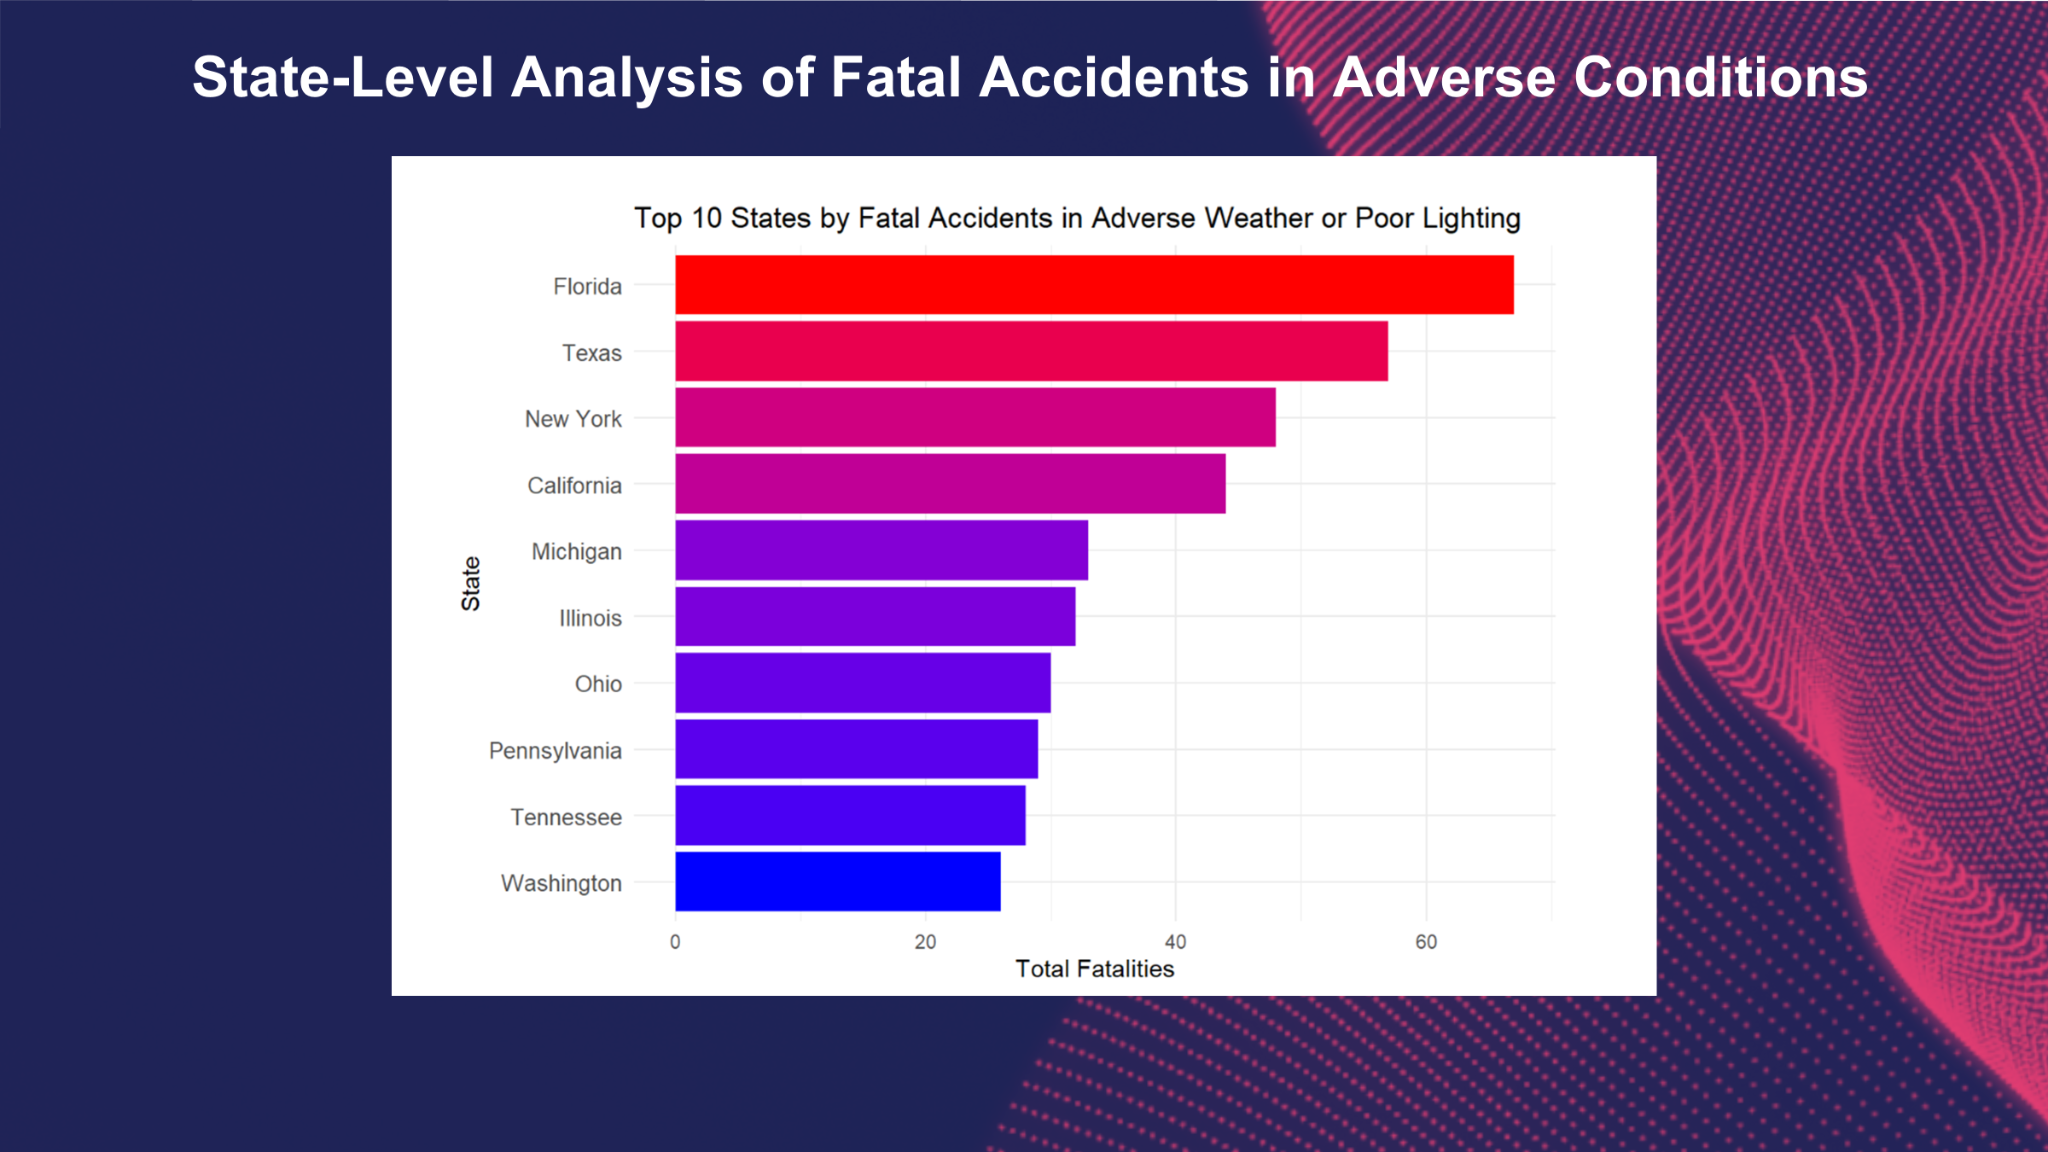 State-Level Analysis of Fatal Accidents in Adverse Conditions
Top 10 States by Fatal Accidents in Adverse Weather or Poor Lighting
Florida
Texas
New York
California
Michigan
Illinois
Ohio
Pennsylvania
Tennessee
Washington
State
0 20 40 60
Total Fatalities